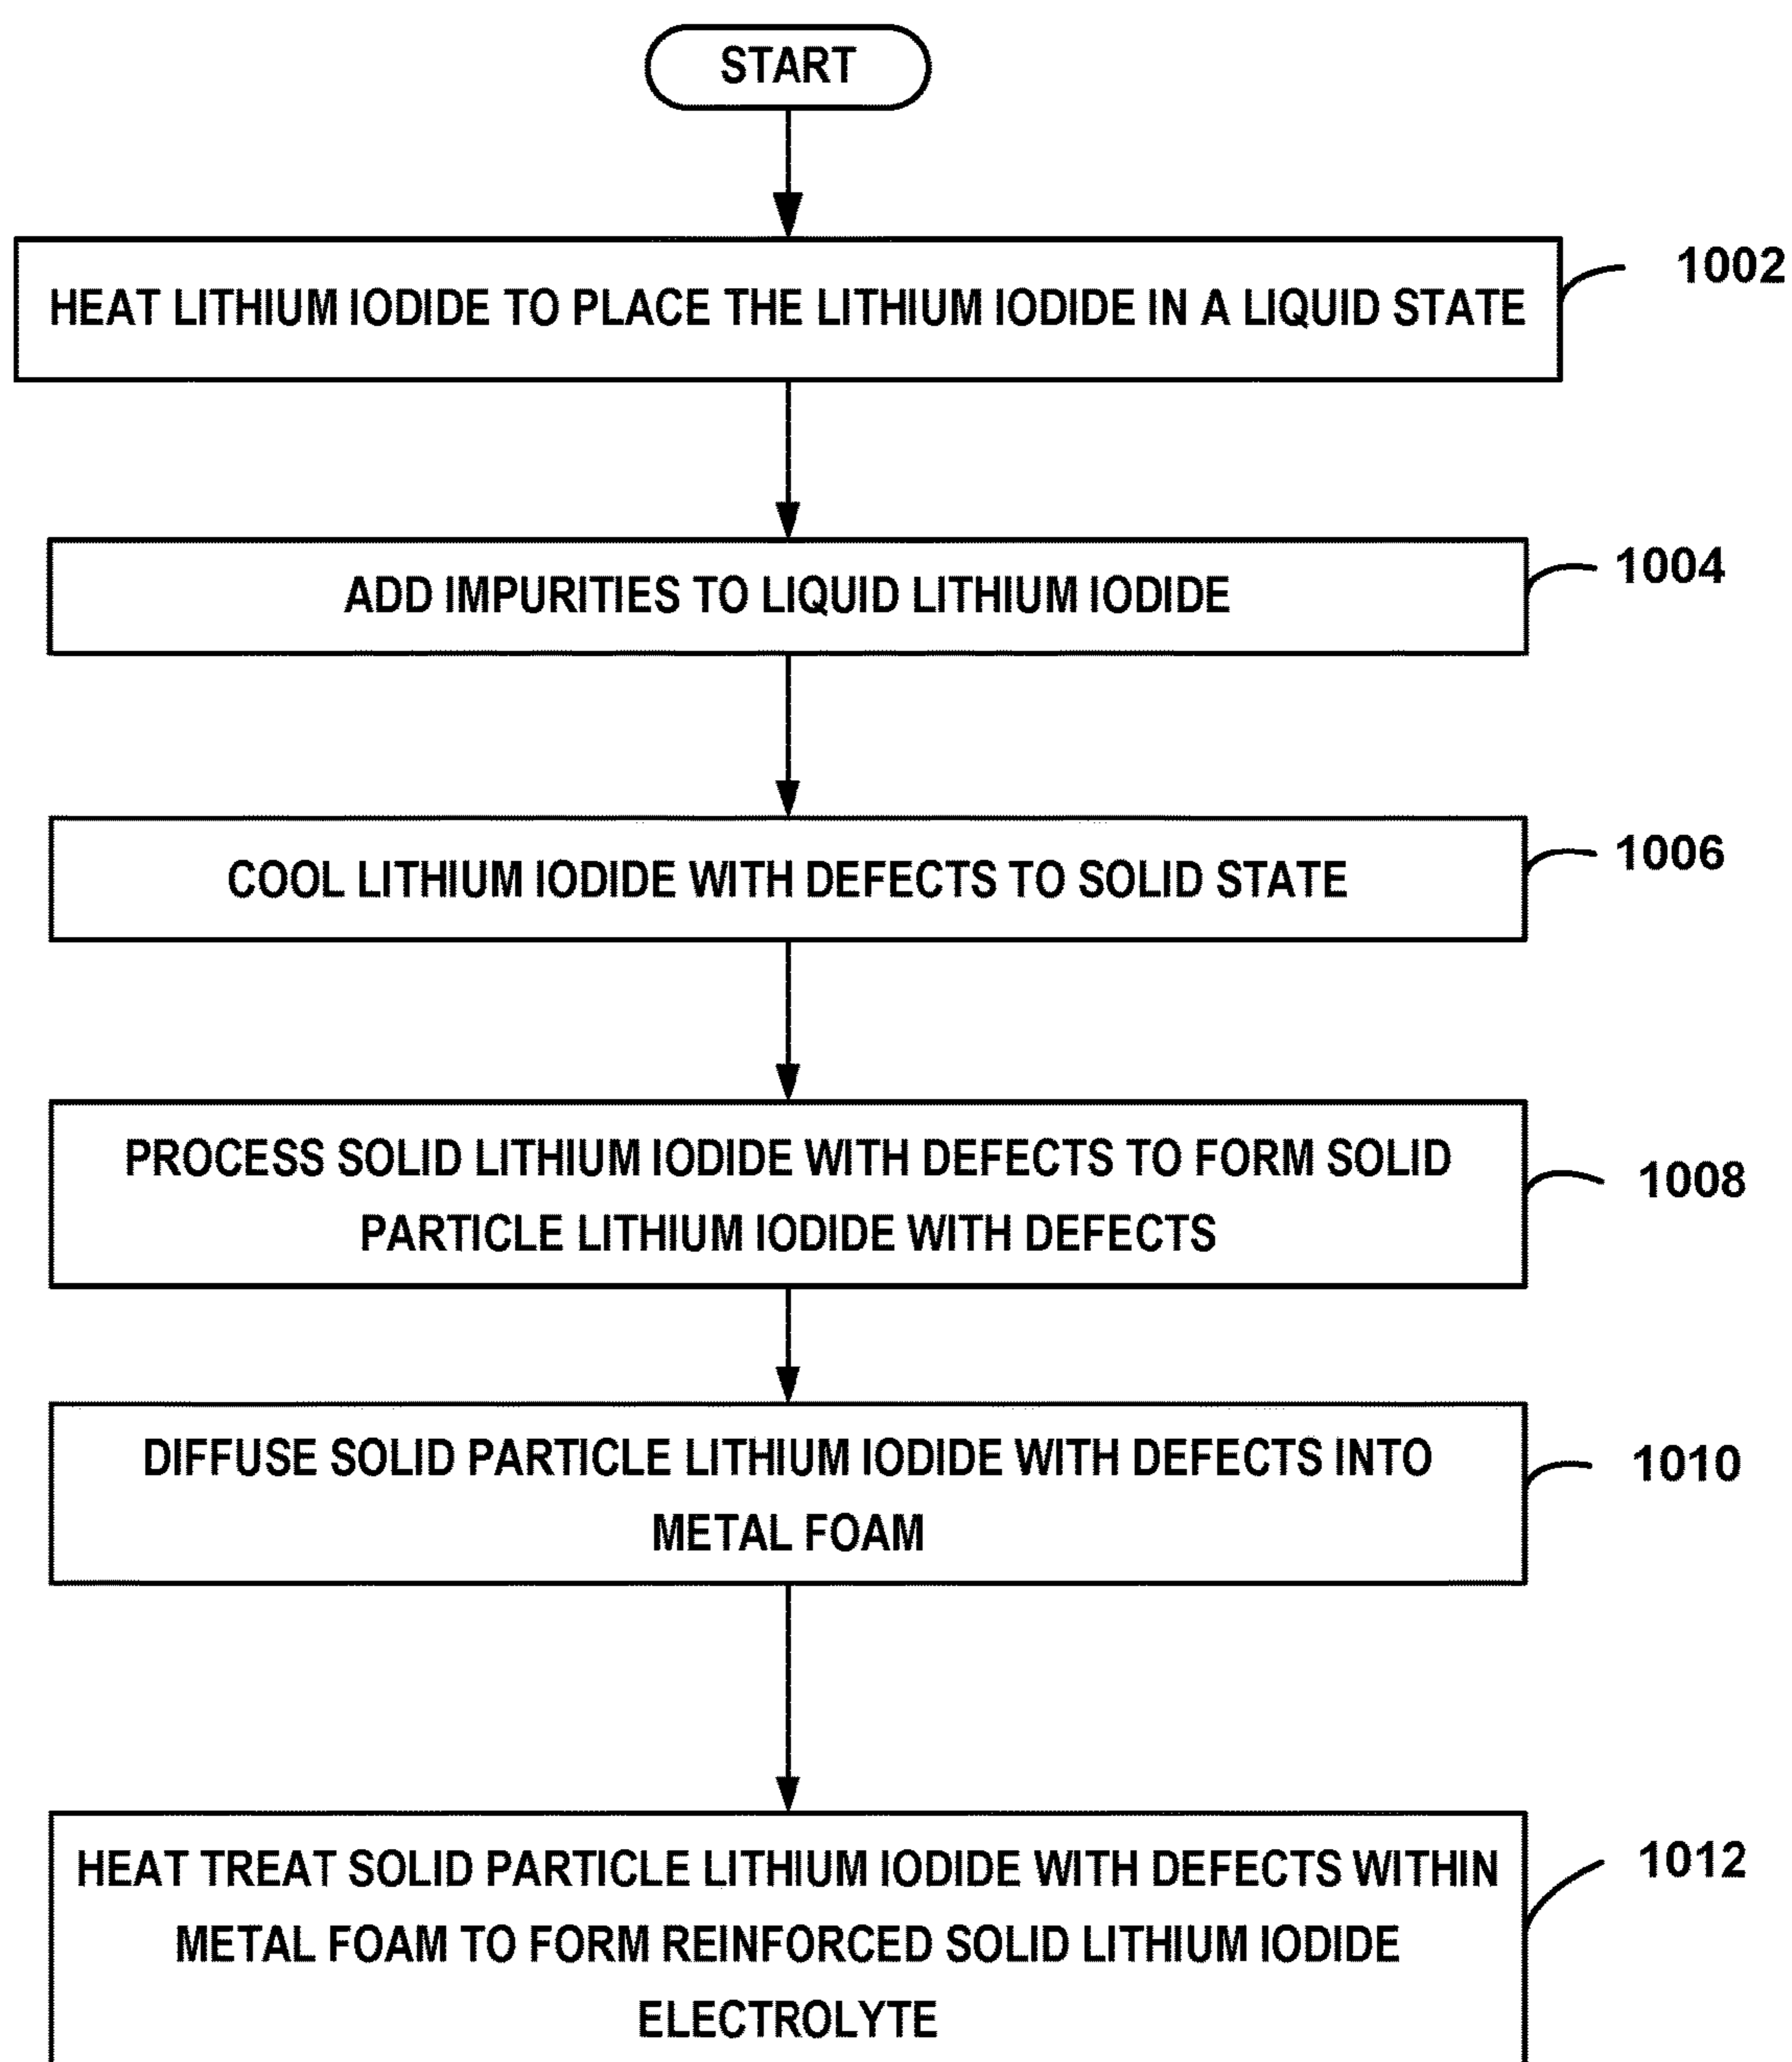 START
HEAT LITHIUM IODIDE TO PLACE THE LITHIUM IODIDE IN A LIQUID STATE
1002
ADD IMPURITIES TO LIQUID LITHIUM IODIDE
1004
COOL LITHIUM IODIDE WITH DEFECTS TO SOLID STATE
1006
PROCESS SOLID LITHIUM IODIDE WITH DEFECTS TO FORM SOLID
PARTICLE LITHIUM IODIDE WITH DEFECTS
1008
DIFFUSE SOLID PARTICLE LITHIUM IODIDE WITH DEFECTS INTO
METAL FOAM
1010
HEAT TREAT SOLID PARTICLE LITHIUM IODIDE WITH DEFECTS WITHIN
METAL FOAM TO FORM REINFORCED SOLID LITHIUM IODIDE
ELECTROLYTE
1012